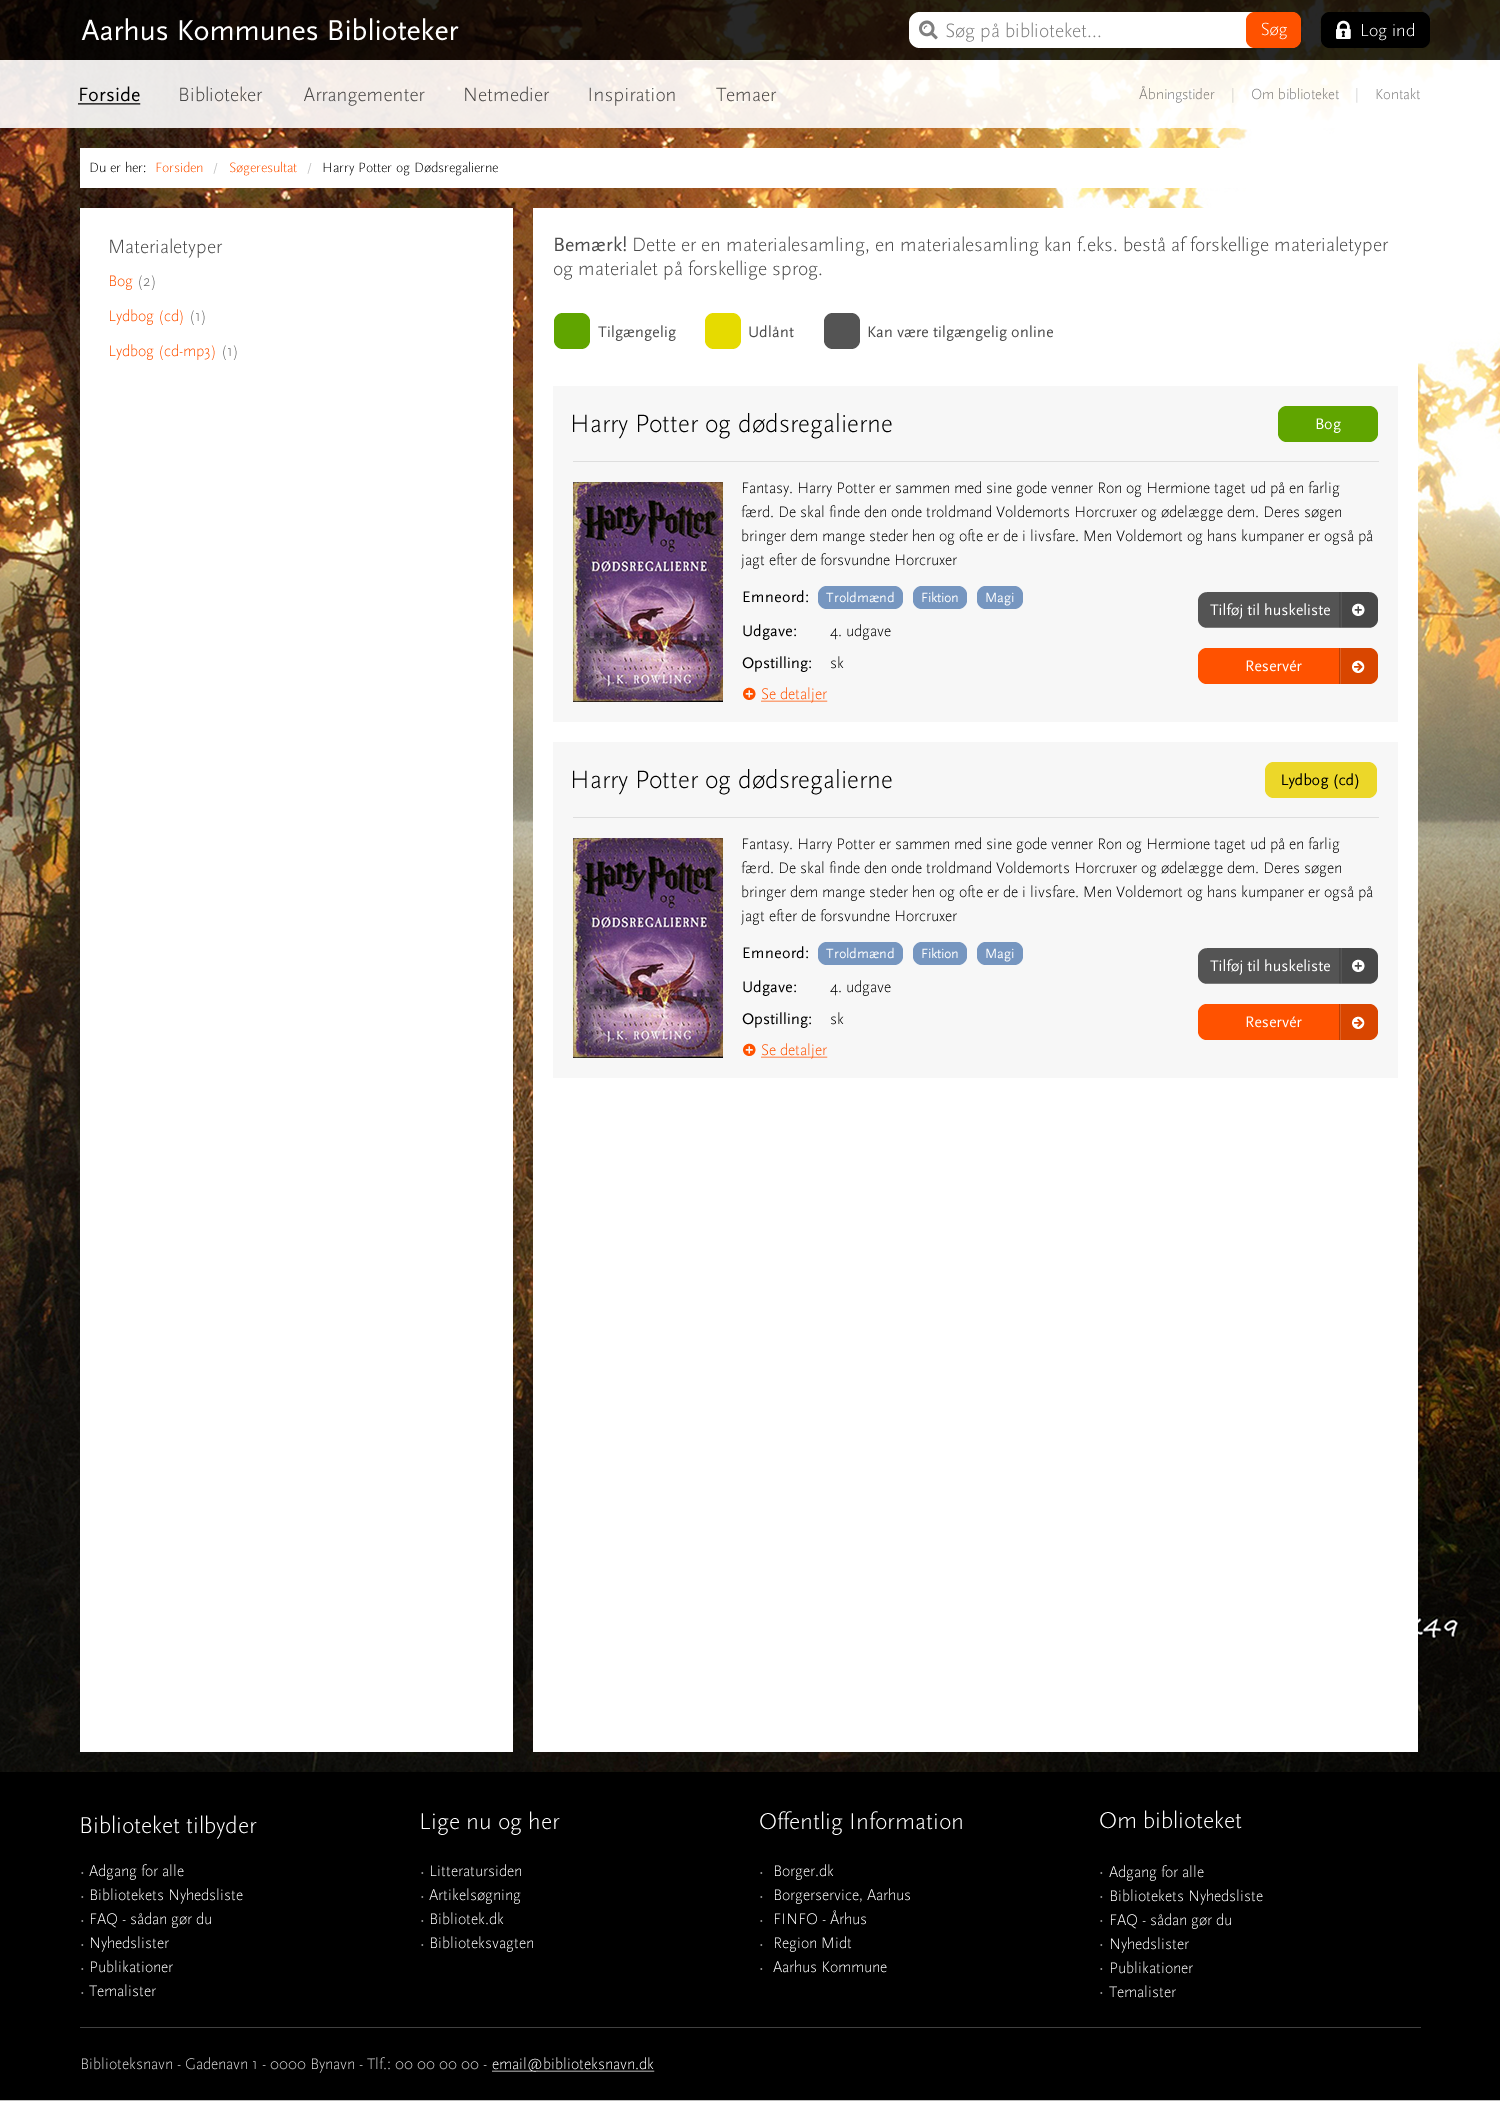 Aarhus Kommunes Biblioteker
Søg på biblioteket...
Søg
Log ind
Forside
Biblioteker
Arrangementer
Netmedier
Inspiration
Temaer
Åbningstider | Om biblioteket | Kontakt
Du er her: Forsiden / Søgeresultat / Harry Potter og Dødsregalierne
Materialetyper
Bog (2)
Lydbog (cd) (1)
Lydbog (cd-mp3) (1)
Bemærk! Dette er en materialesamling, en materialesamling kan f.eks. bestå af forskellige materialetyper
og materialet på forskellige sprog.
Tilgængelig
Udlånt
Kan være tilgængelig online
Harry Potter og dødsregalierne
Bog
Harry Potter
og
DØDSREGALIERNE
J.K. ROWLING
Fantasy. Harry Potter er sammen med sine gode venner Ron og Hermione taget ud på en farlig
færd. De skal finde den onde troldmand Voldemorts Horcruxer og ødelægge dem. Deres søgen
bringer dem mange steder hen og ofte er de i livsfare. Men Voldemort og hans kumpaner er også på
jagt efter de forsvundne Horcruxer
Emneord: Troldmænd Fiktion Magi
Udgave: 4. udgave
Opstilling: sk
Se detaljer
Tilføj til huskeliste
Reservér
Harry Potter og dødsregalierne
Lydbog (cd)
Harry Potter
og
DØDSREGALIERNE
J.K. ROWLING
Fantasy. Harry Potter er sammen med sine gode venner Ron og Hermione taget ud på en farlig
færd. De skal finde den onde troldmand Voldemorts Horcruxer og ødelægge dem. Deres søgen
bringer dem mange steder hen og ofte er de i livsfare. Men Voldemort og hans kumpaner er også på
jagt efter de forsvundne Horcruxer
Emneord: Troldmænd Fiktion Magi
Udgave: 4. udgave
Opstilling: sk
Se detaljer
Tilføj til huskeliste
Reservér
Biblioteket tilbyder
· Adgang for alle
· Bibliotekets Nyhedsliste
· FAQ - sådan gør du
· Nyhedslister
· Publikationer
· Temalister
Lige nu og her
· Litteratursiden
· Artikelsøgning
· Bibliotek.dk
· Biblioteksvagten
Offentlig Information
· Borger.dk
· Borgerservice, Aarhus
· FINFO - Århus
· Region Midt
· Aarhus Kommune
Om biblioteket
· Adgang for alle
· Bibliotekets Nyhedsliste
· FAQ - sådan gør du
· Nyhedslister
· Publikationer
· Temalister
Biblioteksnavn - Gadenavn 1 - 0000 Bynavn - Tlf.: 00 00 00 00 - email@biblioteksnavn.dk